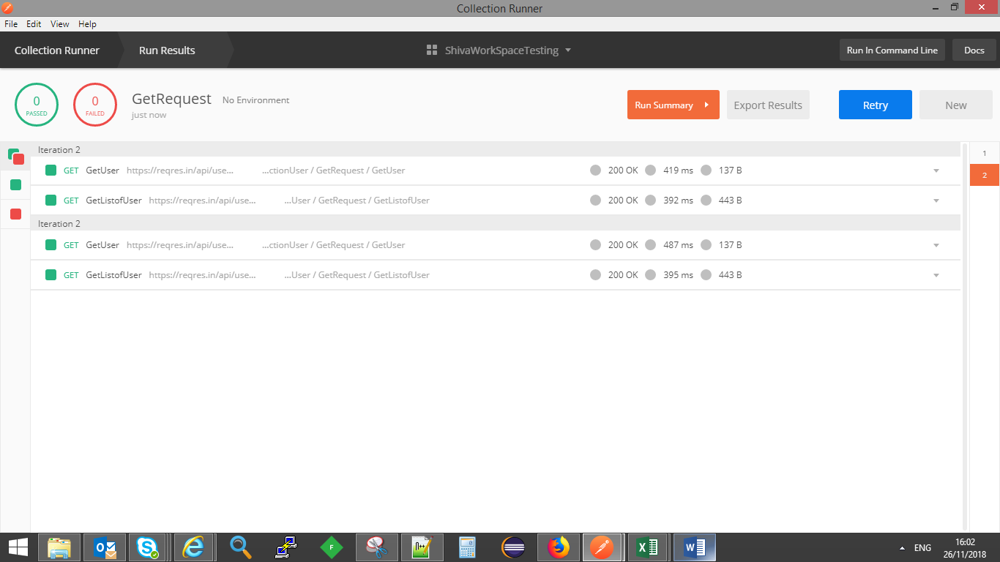 Collection Runner
File Edit View Help
Collection Runner Run Results ShivaWorkSpaceTesting Run In Command Line Docs
0 PASSED 0 FAILED GetRequest No Environment just now Run Summary Export Results Retry New
Iteration 2 1
GET GetUser https://reqres.in/api/use... ...ctionUser / GetRequest / GetUser 200 OK 419 ms 137 B 2
GET GetListofUser https://reqres.in/api/use... ...User / GetRequest / GetListofUser 200 OK 392 ms 443 B
Iteration 2
GET GetUser https://reqres.in/api/use... ...ctionUser / GetRequest / GetUser 200 OK 487 ms 137 B
GET GetListofUser https://reqres.in/api/use... ...User / GetRequest / GetListofUser 200 OK 395 ms 443 B
ENG 16:02
26/11/2018